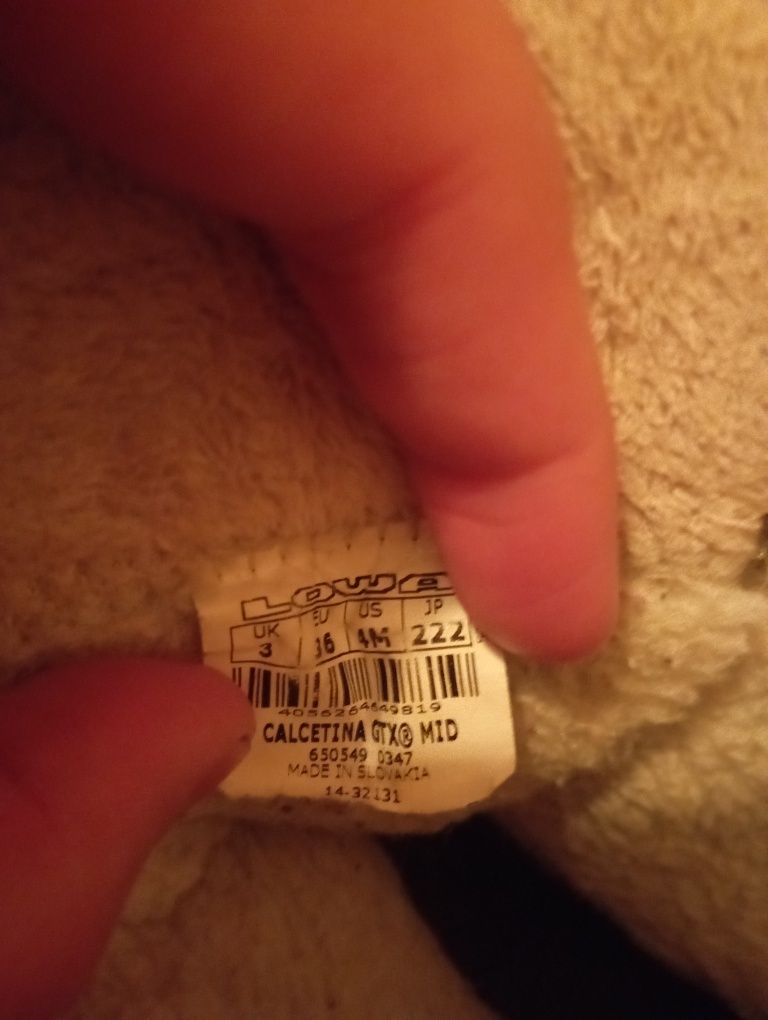 LOWA
UK EU US JP
3 36 4M 222
4056264649819
CALCETINA GTX® MID
650549 0347
MADE IN SLOVAKIA
14-32131